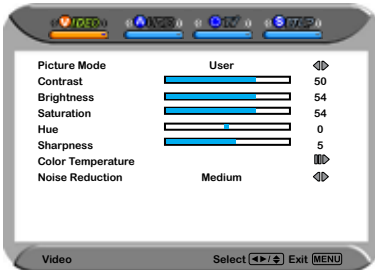 VIDEO
Picture Mode User
Contrast 50
Brightness 54
Saturation 54
Hue 0
Sharpness 5
Color Temperature
Noise Reduction Medium
Video Select ◀▶/⬍ Exit MENU